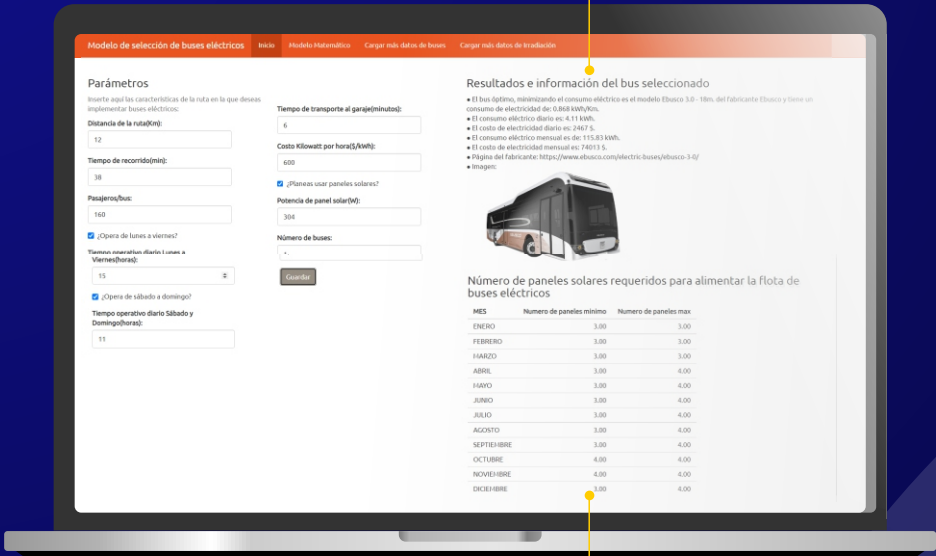 Modelo de selección de buses eléctricos Inicio Modelo Matemático Cargar más datos de buses Cargar más datos de Irradiación
Parámetros
Inserte aquí las características de la ruta en la que deseas
implementar buses eléctricos:
Distancia de la ruta(Km):
12
Tiempo de recorrido(min):
38
Pasajeros/bus:
160
¿Opera de lunes a viernes?
Tiempo operativo diario Lunes a
Viernes(horas):
15
¿Opera de sábado a domingo?
Tiempo operativo diario Sábado y
Domingo(horas):
11
Tiempo de transporte al garaje(minutos):
6
Costo Kilowatt por hora($/kWh):
600
¿Planeas usar paneles solares?
Potencia de panel solar(W):
304
Número de buses:
Guardar
Resultados e información del bus seleccionado
● El bus óptimo, minimizando el consumo eléctrico es el modelo Ebusco 3.0 - 18m. del fabricante Ebusco y tiene un
consumo de electricidad de: 0.868 kWh/Km.
● El consumo eléctrico diario es: 4.11 kWh.
● El costo de electricidad diario es: 2467 $.
● El consumo eléctrico mensual es de: 115.83 kWh.
● El costo de electricidad mensual es: 74013 $.
● Página del fabricante: https://www.ebusco.com/electric-buses/ebusco-3-0/
● Imagen:
Número de paneles solares requeridos para alimentar la flota de
buses eléctricos
MES Numero de paneles minimo Numero de paneles max
ENERO 3.00 3.00
FEBRERO 3.00 3.00
MARZO 3.00 3.00
ABRIL 3.00 4.00
MAYO 3.00 4.00
JUNIO 3.00 4.00
JULIO 3.00 4.00
AGOSTO 3.00 4.00
SEPTIEMBRE 3.00 4.00
OCTUBRE 4.00 4.00
NOVIEMBRE 4.00 4.00
DICIEMBRE 3.00 4.00